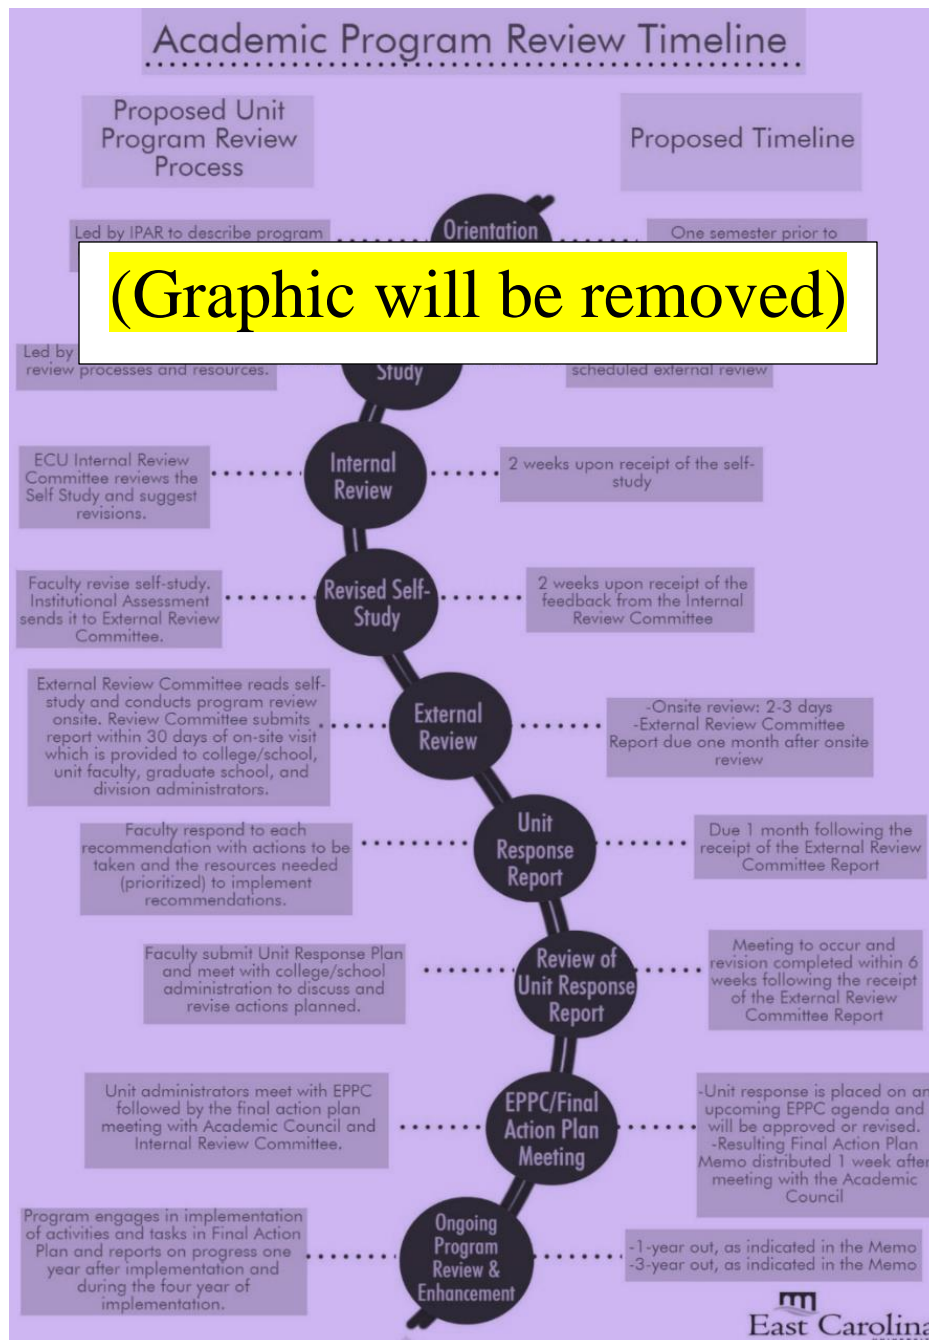 Academic Program Review Timeline
Proposed Unit
Program Review
Process
Proposed Timeline
Led by IPAR to describe program
Orientation
One semester prior to
(Graphic will be removed)
Led by
review processes and resources.
Study
scheduled external review
ECU Internal Review
Committee reviews the
Self Study and suggest
revisions.
Internal
Review
2 weeks upon receipt of the self-
study
Faculty revise self-study.
Institutional Assessment
sends it to External Review
Committee.
Revised Self-
Study
2 weeks upon receipt of the
feedback from the Internal
Review Committee
External Review Committee reads self-
study and conducts program review
onsite. Review Committee submits
report within 30 days of on-site visit
which is provided to college/school,
unit faculty, graduate school, and
division administrators.
External
Review
-Onsite review: 2-3 days
-External Review Committee
Report due one month after onsite
review
Faculty respond to each
recommendation with actions to be
taken and the resources needed
(prioritized) to implement
recommendations.
Unit
Response
Report
Due 1 month following the
receipt of the External Review
Committee Report
Faculty submit Unit Response Plan
and meet with college/school
administration to discuss and
revise actions planned.
Review of
Unit Response
Report
Meeting to occur and
revision completed within 6
weeks following the receipt
of the External Review
Committee Report
Unit administrators meet with EPPC
followed by the final action plan
meeting with Academic Council and
Internal Review Committee.
EPPC/Final
Action Plan
Meeting
-Unit response is placed on an
upcoming EPPC agenda and
will be approved or revised.
-Resulting Final Action Plan
Memo distributed 1 week after
meeting with the Academic
Council
Program engages in implementation
of activities and tasks in Final Action
Plan and reports on progress one
year after implementation and
during the four year of
implementation.
Ongoing
Program
Review &
Enhancement
-1-year out, as indicated in the Memo
-3-year out, as indicated in the Memo
East Carolina